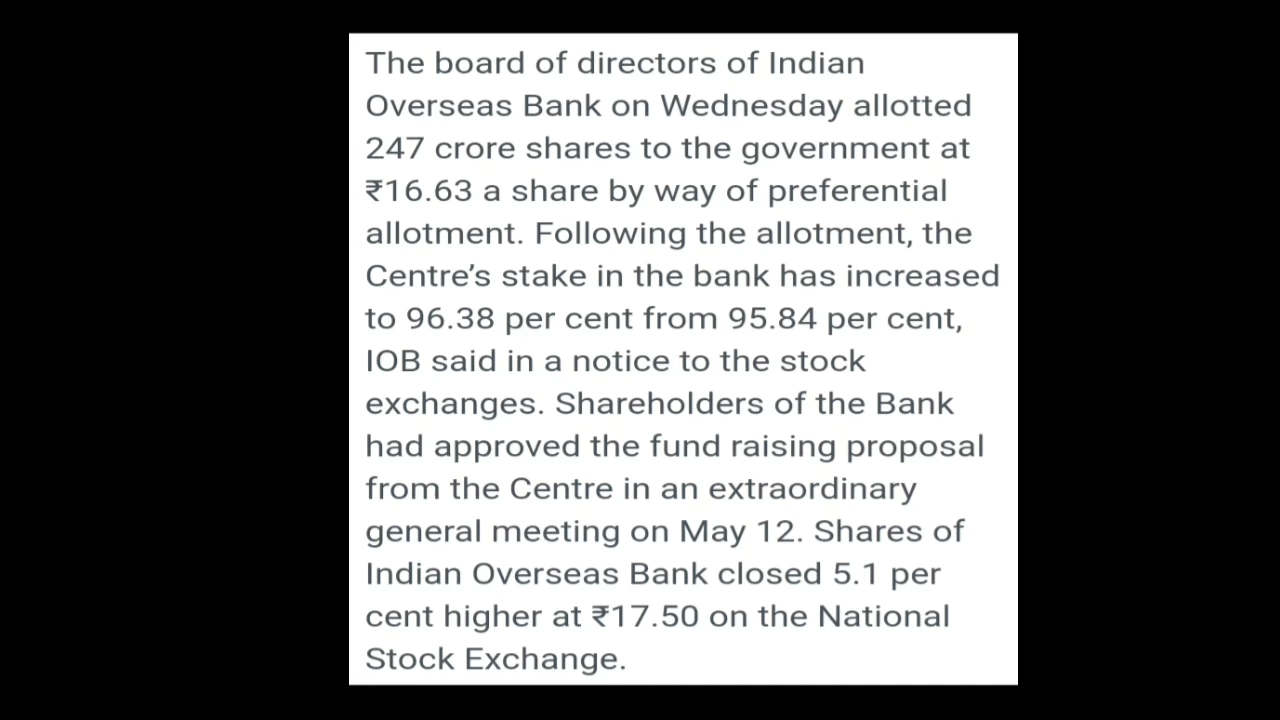 The board of directors of Indian
Overseas Bank on Wednesday allotted
247 crore shares to the government at
₹16.63 a share by way of preferential
allotment. Following the allotment, the
Centre’s stake in the bank has increased
to 96.38 per cent from 95.84 per cent,
IOB said in a notice to the stock
exchanges. Shareholders of the Bank
had approved the fund raising proposal
from the Centre in an extraordinary
general meeting on May 12. Shares of
Indian Overseas Bank closed 5.1 per
cent higher at ₹17.50 on the National
Stock Exchange.